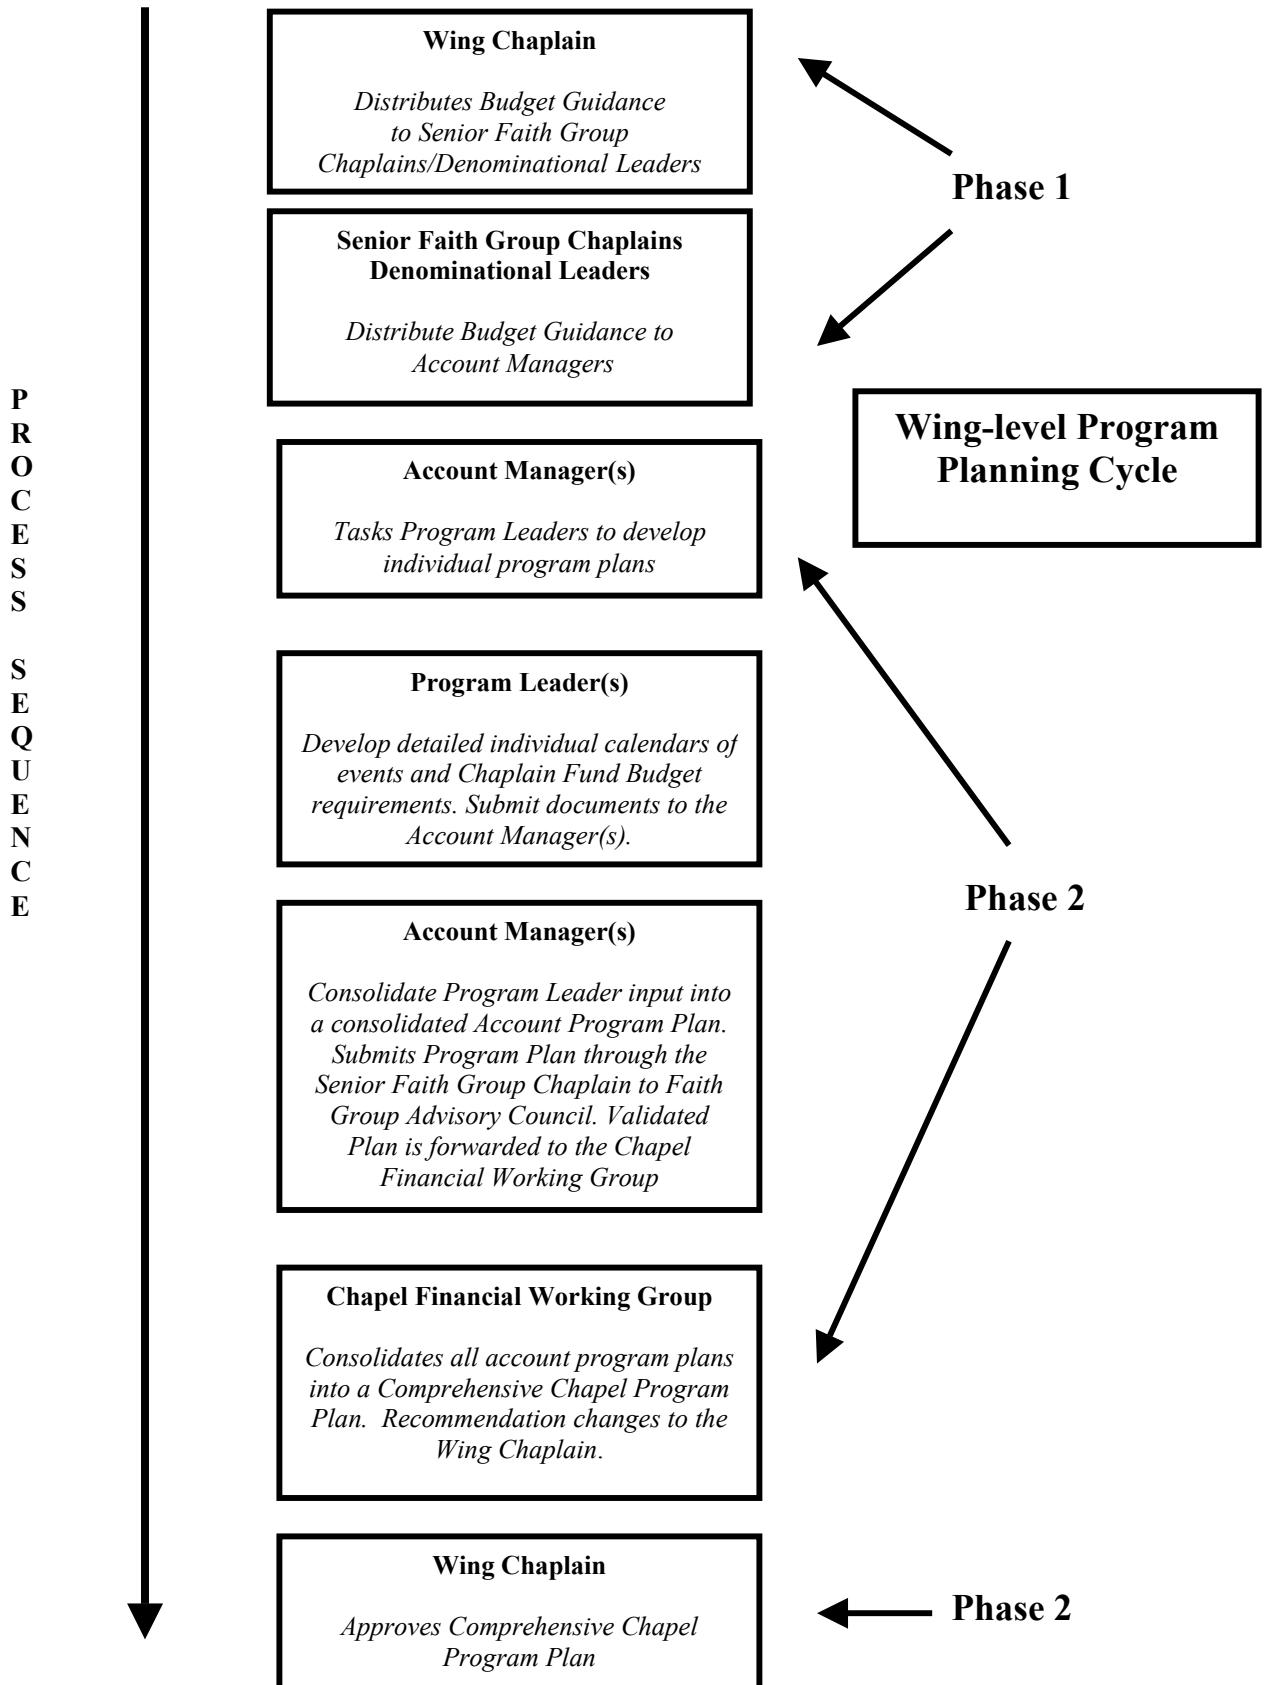 Wing Chaplain
Distributes Budget Guidance
to Senior Faith Group
Chaplains/Denominational Leaders
Phase 1
Senior Faith Group Chaplains
Denominational Leaders
Distribute Budget Guidance to
Account Managers
Wing-level Program
Planning Cycle
PROCESS SEQUENCE
Account Manager(s)
Tasks Program Leaders to develop
individual program plans
Program Leader(s)
Develop detailed individual calendars of
events and Chaplain Fund Budget
requirements. Submit documents to the
Account Manager(s).
Phase 2
Account Manager(s)
Consolidate Program Leader input into
a consolidated Account Program Plan.
Submits Program Plan through the
Senior Faith Group Chaplain to Faith
Group Advisory Council. Validated
Plan is forwarded to the Chapel
Financial Working Group
Chapel Financial Working Group
Consolidates all account program plans
into a Comprehensive Chapel Program
Plan.  Recommendation changes to the
Wing Chaplain.
Wing Chaplain
Approves Comprehensive Chapel
Program Plan
Phase 2